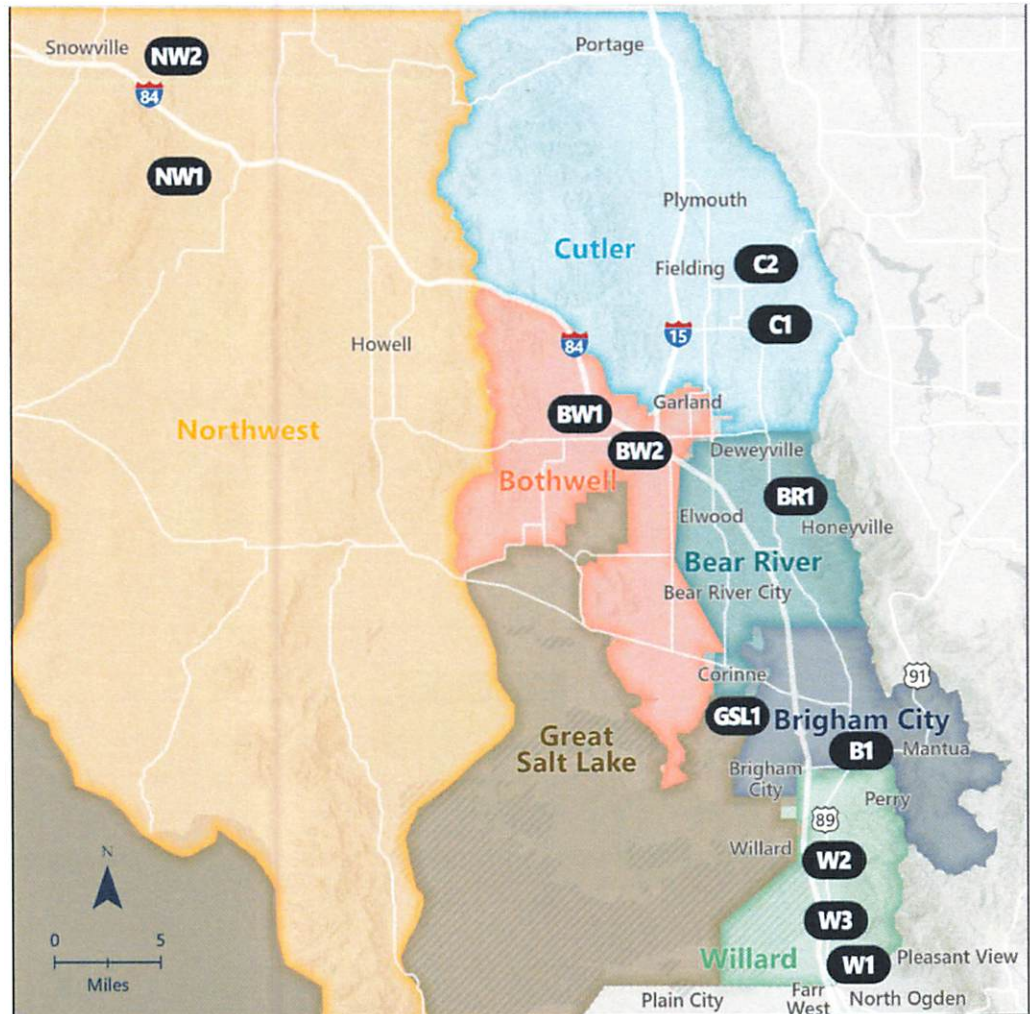 Snowville
NW2
84
NW1
Portage
Plymouth
Cutler
Fielding
C2
C1
84
15
Howell
Northwest
BW1
Garland
BW2
Deweyville
Bothwell
BR1
Elwood
Honeyville
Bear River
Bear River City
Corinne
91
GSL1
Brigham City
Great
Salt Lake
B1
Mantua
Brigham
City
Perry
89
Willard
W2
W3
Willard
W1
Pleasant View
Plain City
Farr
West
North Ogden
N
0
5
Miles